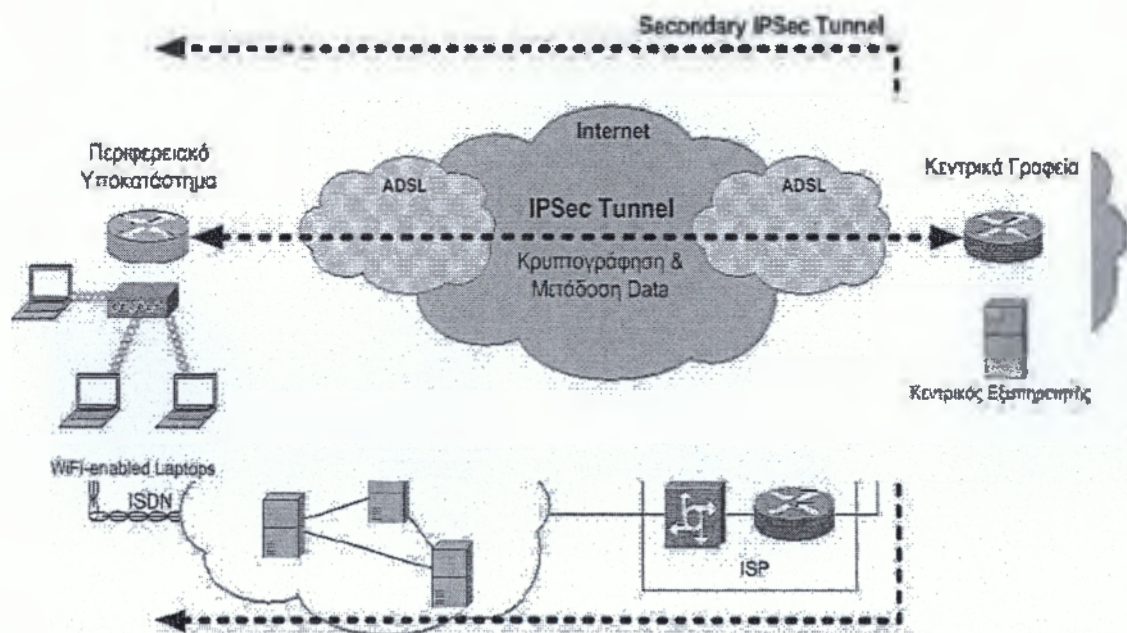 Secondary IPSec Tunnel
Internet
Περιφερειακό
Υποκατάστημα
ADSL
ADSL
Κεντρικά Γραφεία
IPSec Tunnel
Κρυπτογράφηση &
Μετάδοση Data
Κεντρικός Εξυπηρετητής
WiFi-enabled Laptops
ISDN
ISP